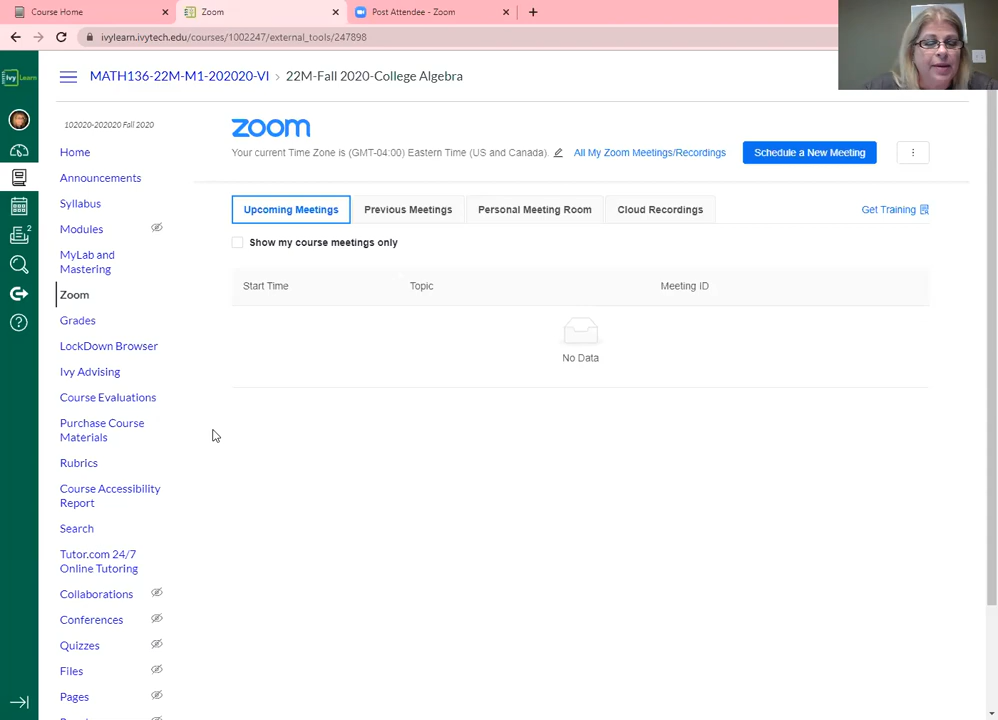 Course Home
Zoom
Post Attendee - Zoom
ivylearn.ivytech.edu/courses/1002247/external_tools/247898
Ivy Learn
MATH136-22M-M1-202020-VI > 22M-Fall 2020-College Algebra
102020-202020 Fall 2020
Home
Announcements
Syllabus
Modules
MyLab and
Mastering
Zoom
Grades
LockDown Browser
Ivy Advising
Course Evaluations
Purchase Course
Materials
Rubrics
Course Accessibility
Report
Search
Tutor.com 24/7
Online Tutoring
Collaborations
Conferences
Quizzes
Files
Pages
2
zoom
Your current Time Zone is (GMT-04:00) Eastern Time (US and Canada).
All My Zoom Meetings/Recordings
Schedule a New Meeting
Upcoming Meetings
Previous Meetings
Personal Meeting Room
Cloud Recordings
Get Training
Show my course meetings only
Start Time
Topic
Meeting ID
No Data